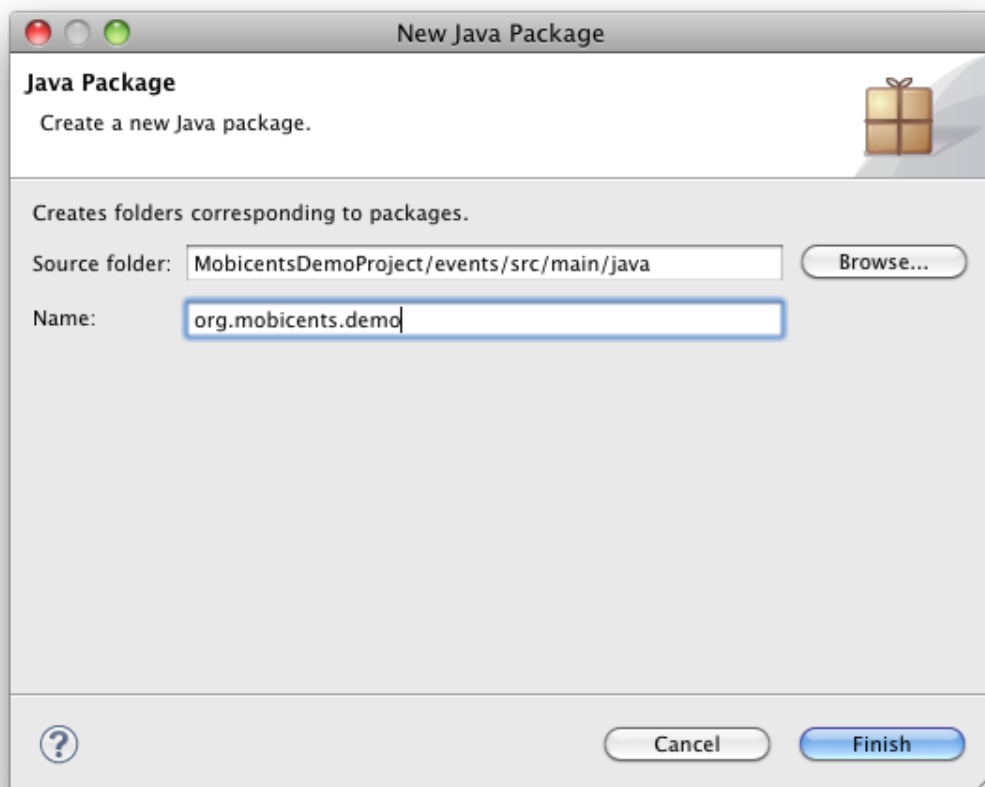 New Java Package
Java Package
Create a new Java package.
Creates folders corresponding to packages.
Source folder: MobicentsDemoProject/events/src/main/java Browse...
Name: org.mobicents.demo
? Cancel Finish